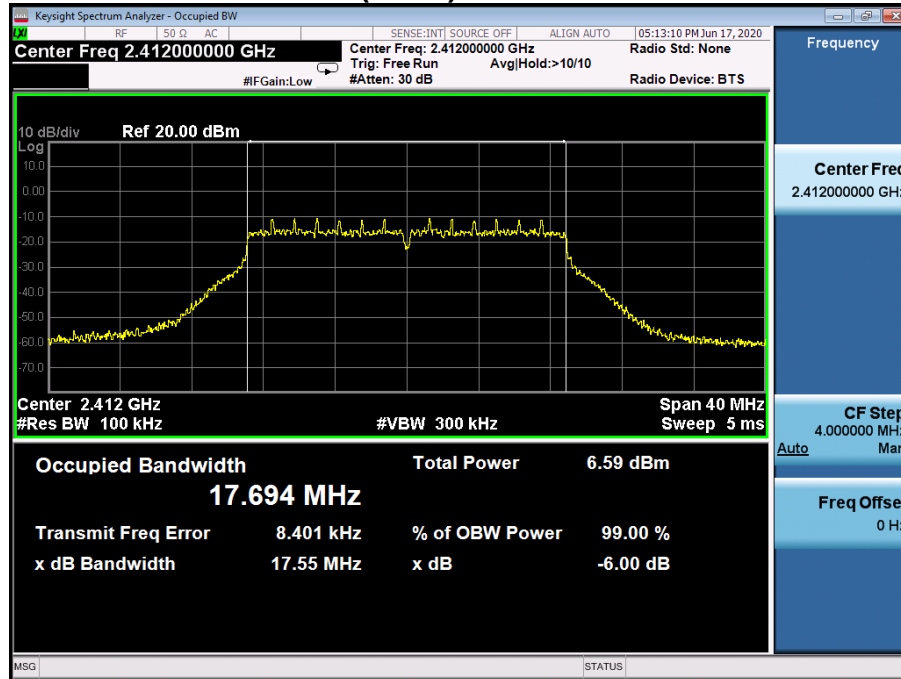 Keysight Spectrum Analyzer - Occupied BW
LXI RF 50 Ω AC SENSE:INT SOURCE OFF ALIGN AUTO 05:13:10 PM Jun 17, 2020
Center Freq 2.412000000 GHz
Center Freq: 2.412000000 GHz
Radio Std: None
Trig: Free Run Avg|Hold:>10/10
#IFGain:Low #Atten: 30 dB Radio Device: BTS
10 dB/div Ref 20.00 dBm
Log
10.0
0.00
-10.0
-20.0
-30.0
-40.0
-50.0
-60.0
-70.0
Center 2.412 GHz Span 40 MHz
#Res BW 100 kHz #VBW 300 kHz Sweep 5 ms
Occupied Bandwidth Total Power 6.59 dBm
17.694 MHz
Transmit Freq Error 8.401 kHz % of OBW Power 99.00 %
x dB Bandwidth 17.55 MHz x dB -6.00 dB
MSG STATUS
Frequency
Center Fre
2.412000000 GH
CF Step
4.000000 MH
Auto Ma
Freq Offse
0 H